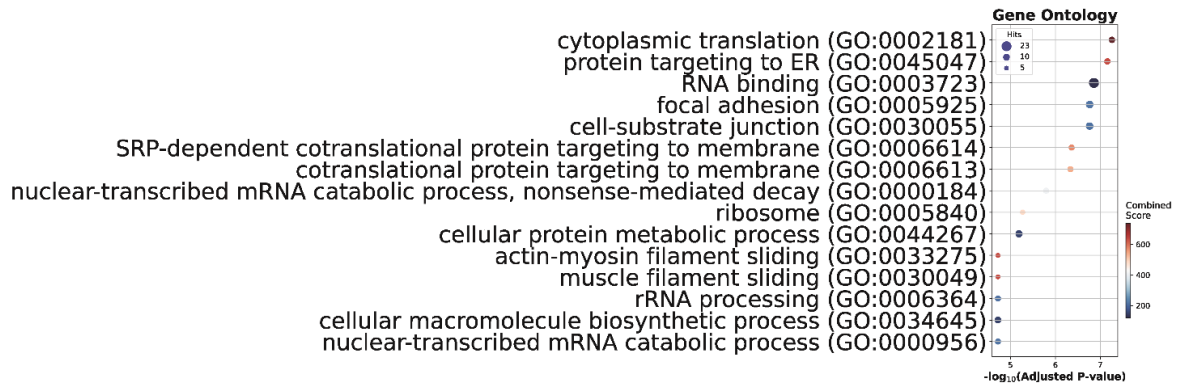 Gene Ontology
cytoplasmic translation (GO:0002181)
protein targeting to ER (GO:0045047)
RNA binding (GO:0003723)
focal adhesion (GO:0005925)
cell-substrate junction (GO:0030055)
SRP-dependent cotranslational protein targeting to membrane (GO:0006614)
cotranslational protein targeting to membrane (GO:0006613)
nuclear-transcribed mRNA catabolic process, nonsense-mediated decay (GO:0000184)
ribosome (GO:0005840)
cellular protein metabolic process (GO:0044267)
actin-myosin filament sliding (GO:0033275)
muscle filament sliding (GO:0030049)
rRNA processing (GO:0006364)
cellular macromolecule biosynthetic process (GO:0034645)
nuclear-transcribed mRNA catabolic process (GO:0000956)
Hits
23
10
5
Combined
Score
600
400
200
5 6 7
-log10(Adjusted P-value)